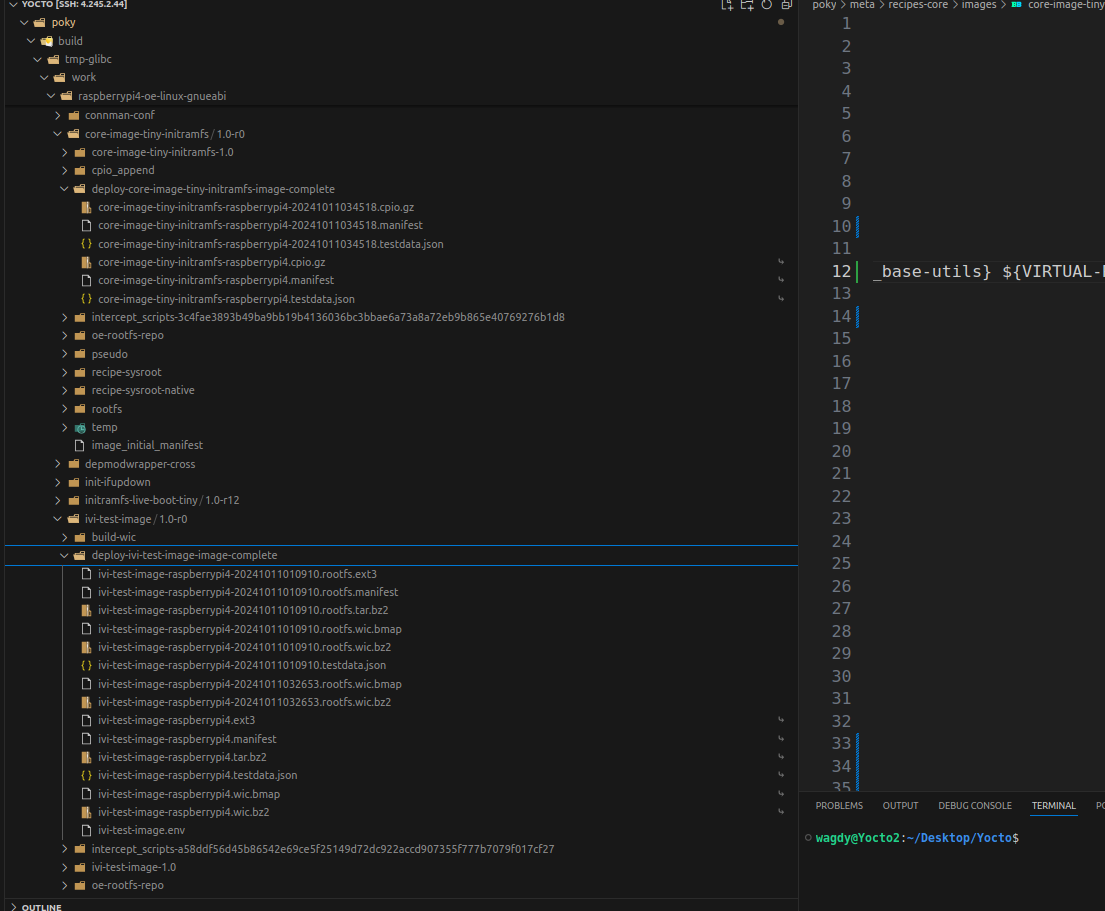 YOCTO [SSH: 4.245.2.44]
poky
build
tmp-glibc
work
raspberrypi4-oe-linux-gnueabi
connman-conf
core-image-tiny-initramfs / 1.0-r0
core-image-tiny-initramfs-1.0
cpio_append
deploy-core-image-tiny-initramfs-image-complete
core-image-tiny-initramfs-raspberrypi4-20241011034518.cpio.gz
core-image-tiny-initramfs-raspberrypi4-20241011034518.manifest
{ } core-image-tiny-initramfs-raspberrypi4-20241011034518.testdata.json
core-image-tiny-initramfs-raspberrypi4.cpio.gz
core-image-tiny-initramfs-raspberrypi4.manifest
{ } core-image-tiny-initramfs-raspberrypi4.testdata.json
intercept_scripts-3c4fae3893b49ba9bb19b4136036bc3bbae6a73a8a72eb9b865e40769276b1d8
oe-rootfs-repo
pseudo
recipe-sysroot
recipe-sysroot-native
rootfs
temp
image_initial_manifest
depmodwrapper-cross
init-ifupdown
initramfs-live-boot-tiny / 1.0-r12
ivi-test-image / 1.0-r0
build-wic
deploy-ivi-test-image-image-complete
ivi-test-image-raspberrypi4-20241011010910.rootfs.ext3
ivi-test-image-raspberrypi4-20241011010910.rootfs.manifest
ivi-test-image-raspberrypi4-20241011010910.rootfs.tar.bz2
ivi-test-image-raspberrypi4-20241011010910.rootfs.wic.bmap
ivi-test-image-raspberrypi4-20241011010910.rootfs.wic.bz2
{ } ivi-test-image-raspberrypi4-20241011010910.testdata.json
ivi-test-image-raspberrypi4-20241011032653.rootfs.wic.bmap
ivi-test-image-raspberrypi4-20241011032653.rootfs.wic.bz2
ivi-test-image-raspberrypi4.ext3
ivi-test-image-raspberrypi4.manifest
ivi-test-image-raspberrypi4.tar.bz2
{ } ivi-test-image-raspberrypi4.testdata.json
ivi-test-image-raspberrypi4.wic.bmap
ivi-test-image-raspberrypi4.wic.bz2
ivi-test-image.env
intercept_scripts-a58ddf56d45b86542e69ce5f25149d72dc922accd907355f777b7079f017cf27
ivi-test-image-1.0
oe-rootfs-repo
OUTLINE
poky > meta > recipes-core > images > core-image-tiny
1
2
3
4
5
6
7
8
9
10
11
12 _base-utils} ${VIRTUAL-
13
14
15
16
17
18
19
20
21
22
23
24
25
26
27
28
29
30
31
32
33
34
35
PROBLEMS OUTPUT DEBUG CONSOLE TERMINAL
wagdy@Yocto2:~/Desktop/Yocto$